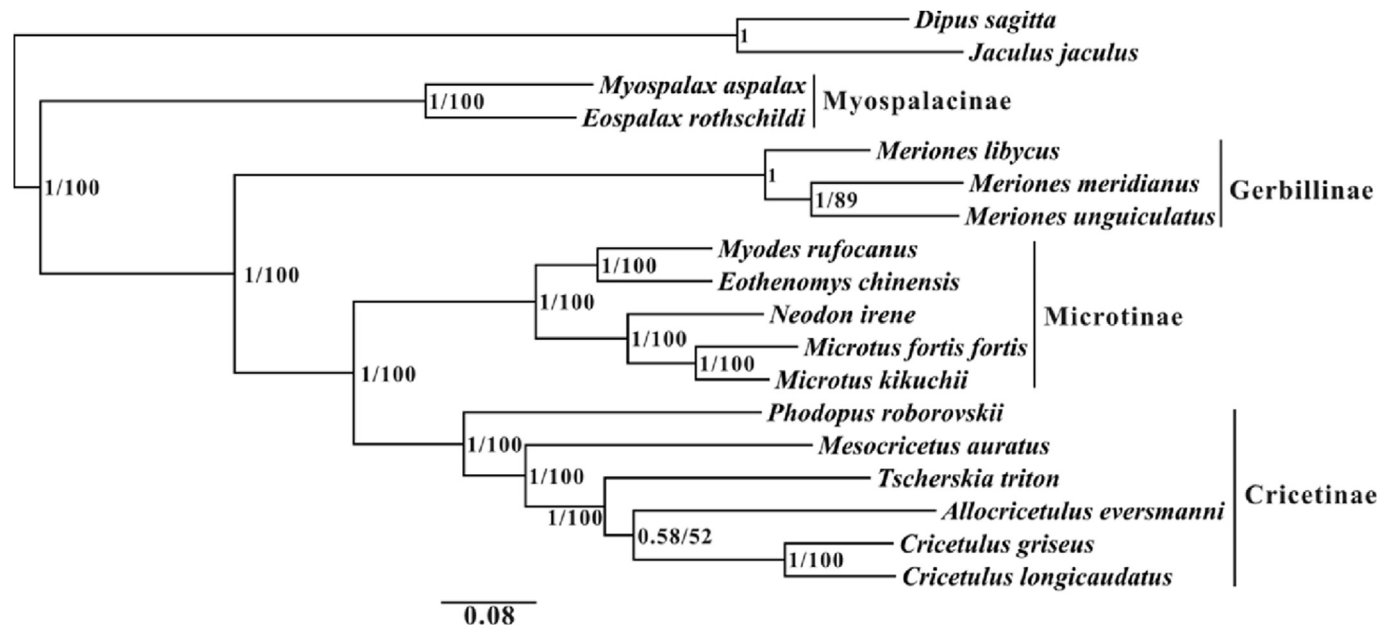 Dipus sagitta
1
Jaculus jaculus
Myospalax aspalax
1/100
Myospalacinae
Eospalax rothschildi
Meriones libycus
1
1/100
Meriones meridianus
Gerbillinae
1/89
Meriones unguiculatus
Myodes rufocanus
1/100
1/100
Eothenomys chinensis
1/100
Neodon irene
Microtinae
1/100
Microtus fortis fortis
1/100
1/100
Microtus kikuchii
Phodopus roborovskii
1/100
Mesocricetus auratus
1/100
Tscherskia triton
Cricetinae
1/100
Allocricetulus eversmanni
0.58/52
Cricetulus griseus
1/100
Cricetulus longicaudatus
0.08